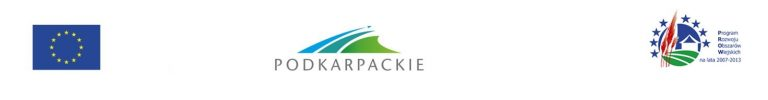 PODKARPACKIE
Program
Rozwoju
Obszarów
Wiejskich
na lata 2007-2013